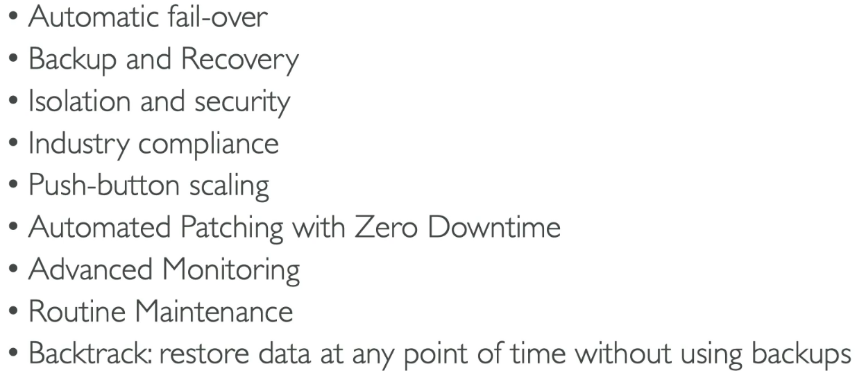 • Automatic fail-over
• Backup and Recovery
• Isolation and security
• Industry compliance
• Push-button scaling
• Automated Patching with Zero Downtime
• Advanced Monitoring
• Routine Maintenance
• Backtrack: restore data at any point of time without using backups